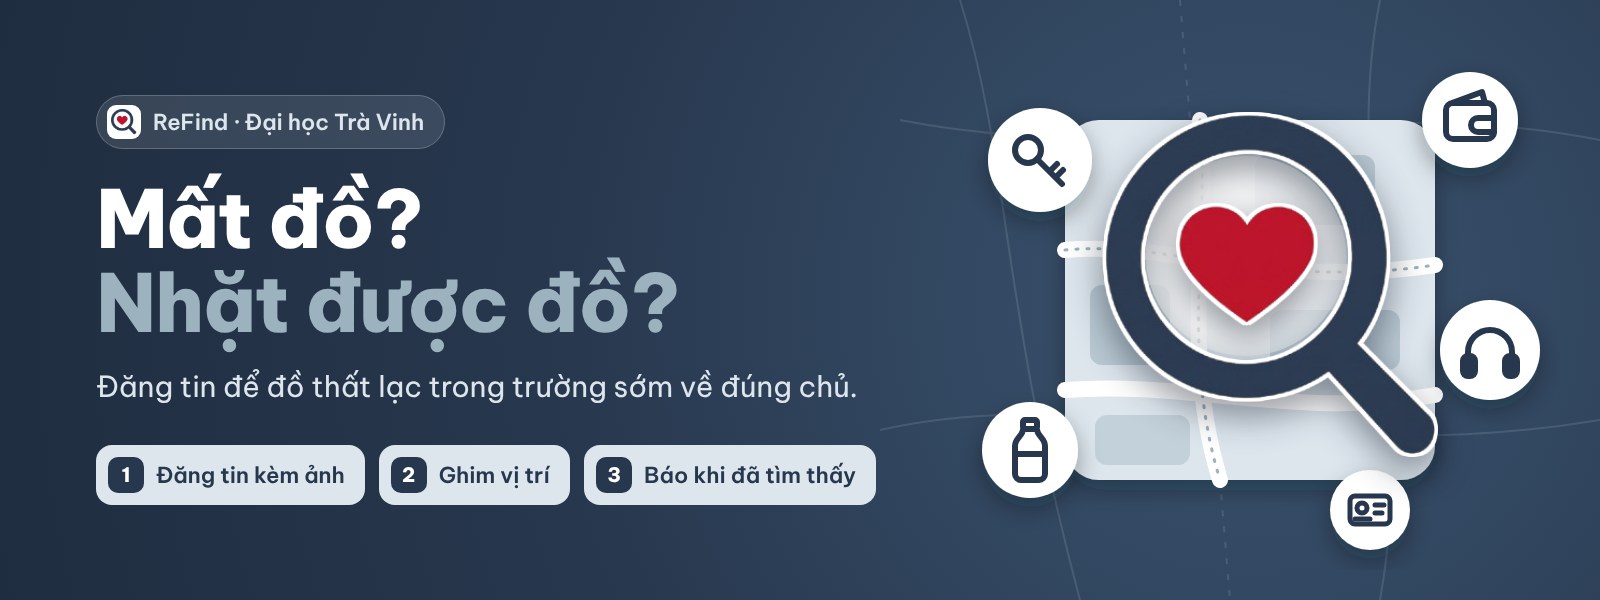 ReFind · Đại học Trà Vinh
Mất đồ?
Nhặt được đồ?
Đăng tin để đồ thất lạc trong trường sớm về đúng chủ.
1 Đăng tin kèm ảnh
2 Ghim vị trí
3 Báo khi đã tìm thấy